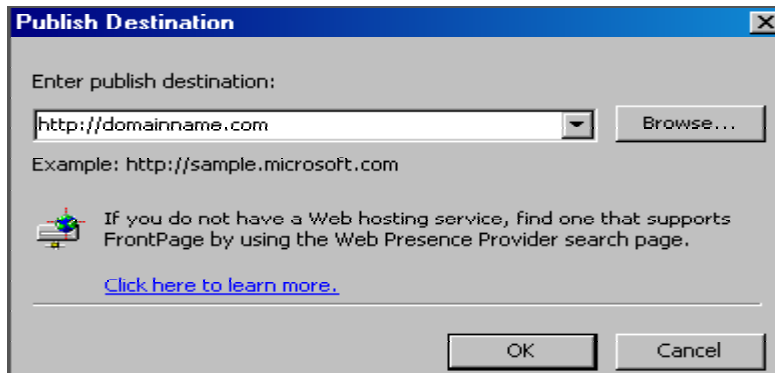 Publish Destination
Enter publish destination:
http://domainname.com
Browse...
Example: http://sample.microsoft.com
If you do not have a Web hosting service, find one that supports
FrontPage by using the Web Presence Provider search page.
Click here to learn more.
OK
Cancel